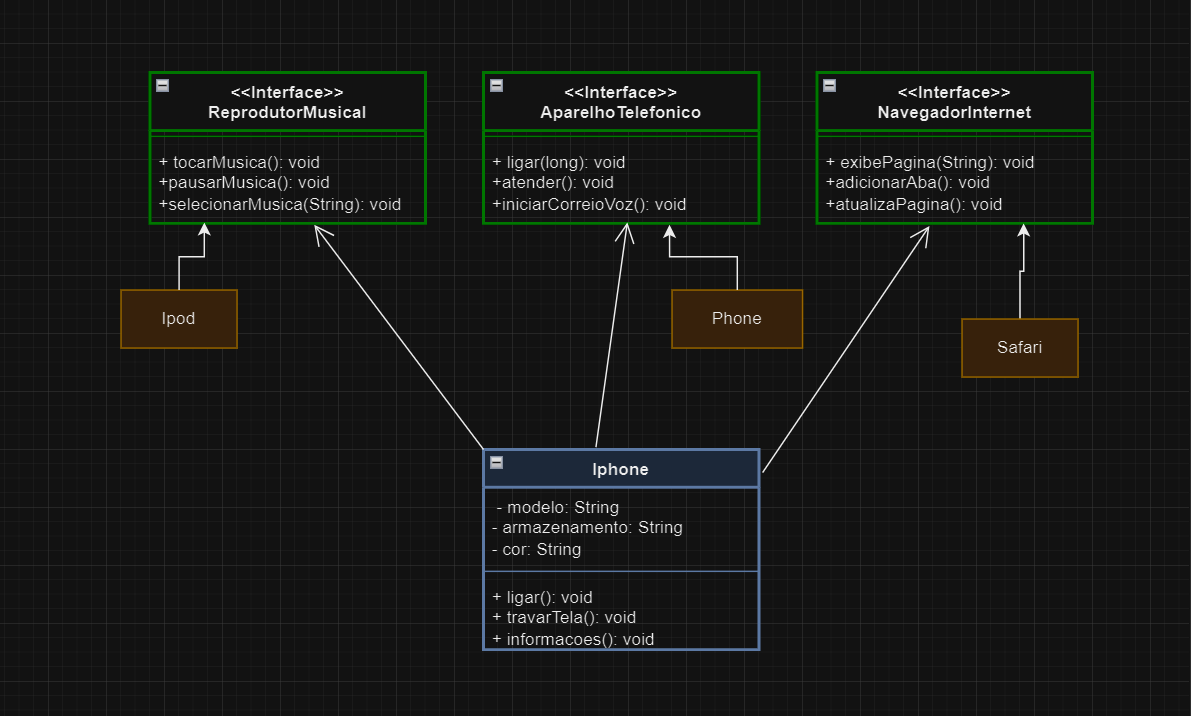 <<Interface>>
ReprodutorMusical
+ tocarMusica(): void
+pausarMusica(): void
+selecionarMusica(String): void
<<Interface>>
AparelhoTelefonico
+ ligar(long): void
+atender(): void
+iniciarCorreioVoz(): void
<<Interface>>
NavegadorInternet
+ exibePagina(String): void
+adicionarAba(): void
+atualizaPagina(): void
Ipod
Phone
Safari
Iphone
- modelo: String
- armazenamento: String
- cor: String
+ ligar(): void
+ travarTela(): void
+ informacoes(): void